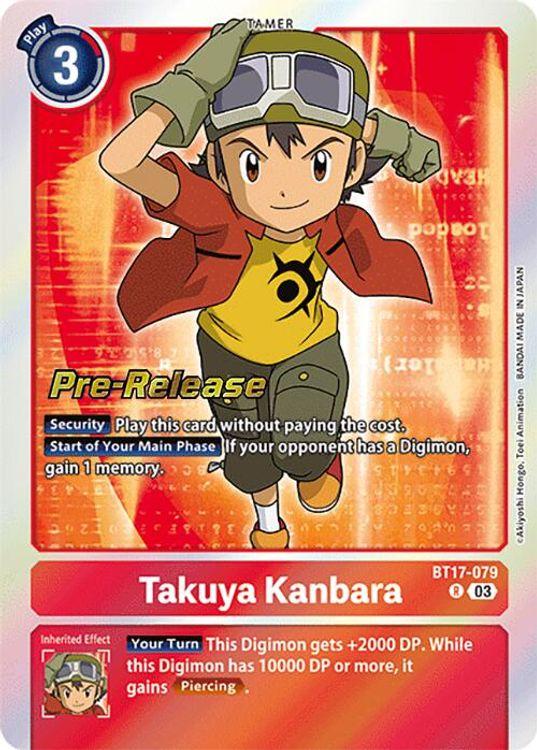 TAMER
Play
3
Pre-Release
Security Play this card without paying the cost.
Start of Your Main Phase If your opponent has a Digimon,
gain 1 memory.
©Akiyoshi Hongo, Toei Animation BANDAI MADE IN JAPAN
BT17-079
Takuya Kanbara
R 03
Inherited Effect
Your Turn This Digimon gets +2000 DP. While
this Digimon has 10000 DP or more, it
gains Piercing .